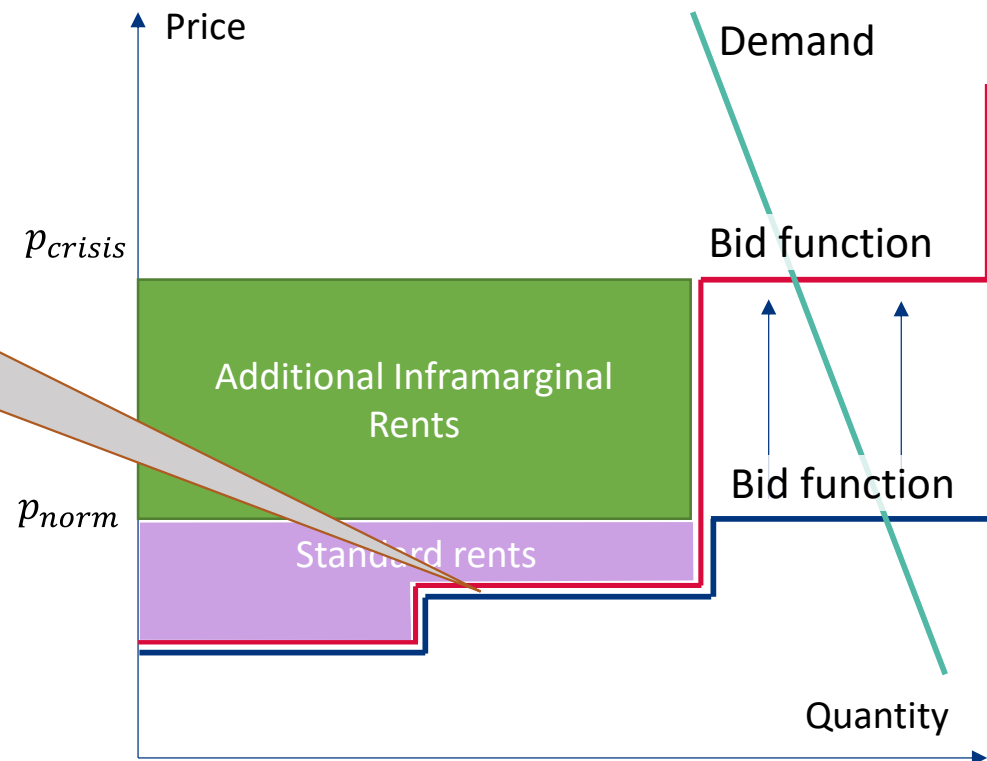 Price
Demand
p_crisis
Bid function
Additional Inframarginal
Rents
Bid function
p_norm
Standard rents
Quantity